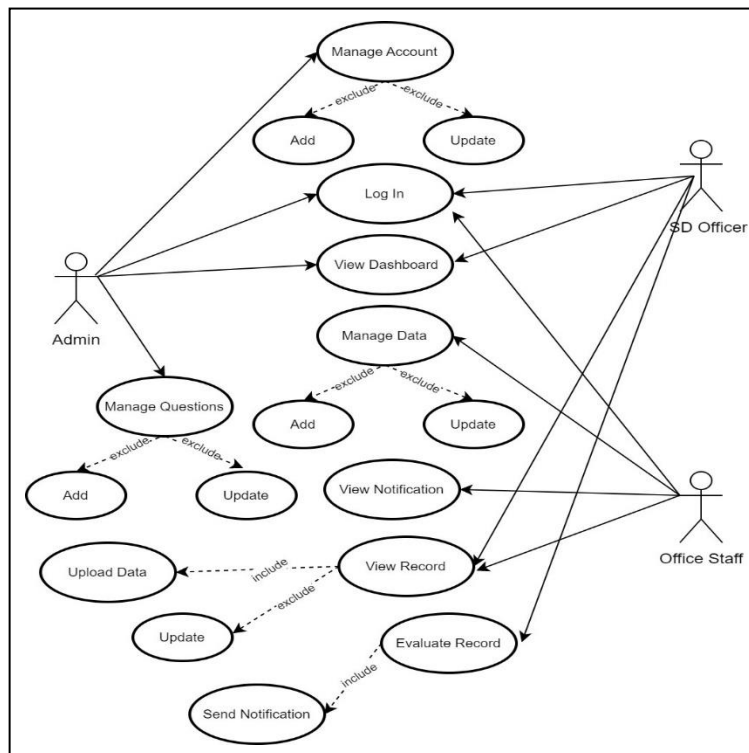 Manage Account
exclude
exclude
Add
Update
Log In
SD Officer
View Dashboard
Admin
Manage Data
exclude
exclude
Manage Questions
Add
Update
exclude
exclude
Add
Update
View Notification
Office Staff
Upload Data
include
View Record
exclude
Update
Evaluate Record
include
Send Notification